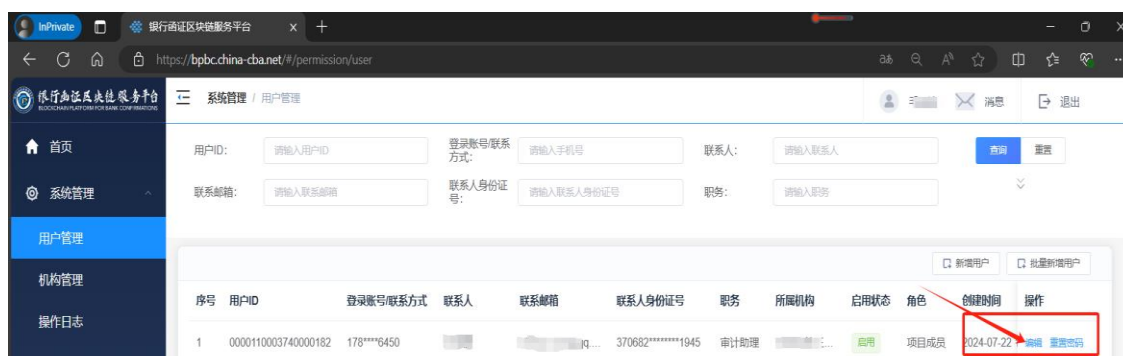 InPrivate 银行函证区块链服务平台
https://bpbc.china-cba.net/#/permission/user
银行函证区块链服务平台 系统管理 / 用户管理 消息 退出
BLOCKCHAIN PLATFORM FOR BANK CONFIRMATIONS
首页
用户ID: 请输入用户ID 登录账号/联系方式: 请输入手机号 联系人: 请输入联系人 查询 重置
系统管理
联系邮箱: 请输入联系邮箱 联系人身份证号: 请输入联系人身份证号 职务: 请输入职务
用户管理
新增用户 批量新增用户
机构管理
序号 用户ID 登录账号/联系方式 联系人 联系邮箱 联系人身份证号 职务 所属机构 启用状态 角色 创建时间 操作
操作日志
1 0000110003740000182 178****6450 jq... 370682********1945 审计助理 启用 项目成员 2024-07-22 编辑 重置密码